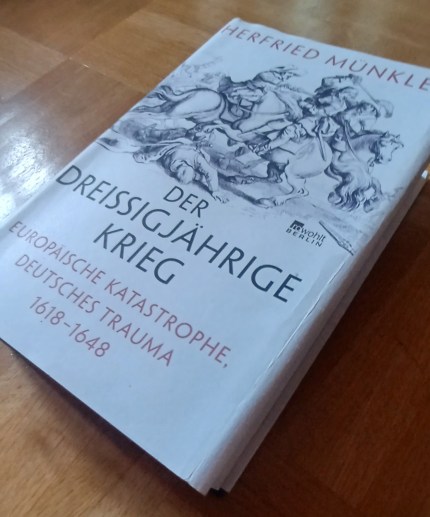 HERFRIED MÜNKLE
DER
DREISSIGJÄHRIGE
KRIEG
rowohlt
BERLIN
EUROPÄISCHE KATASTROPHE,
DEUTSCHES TRAUMA
1618–1648